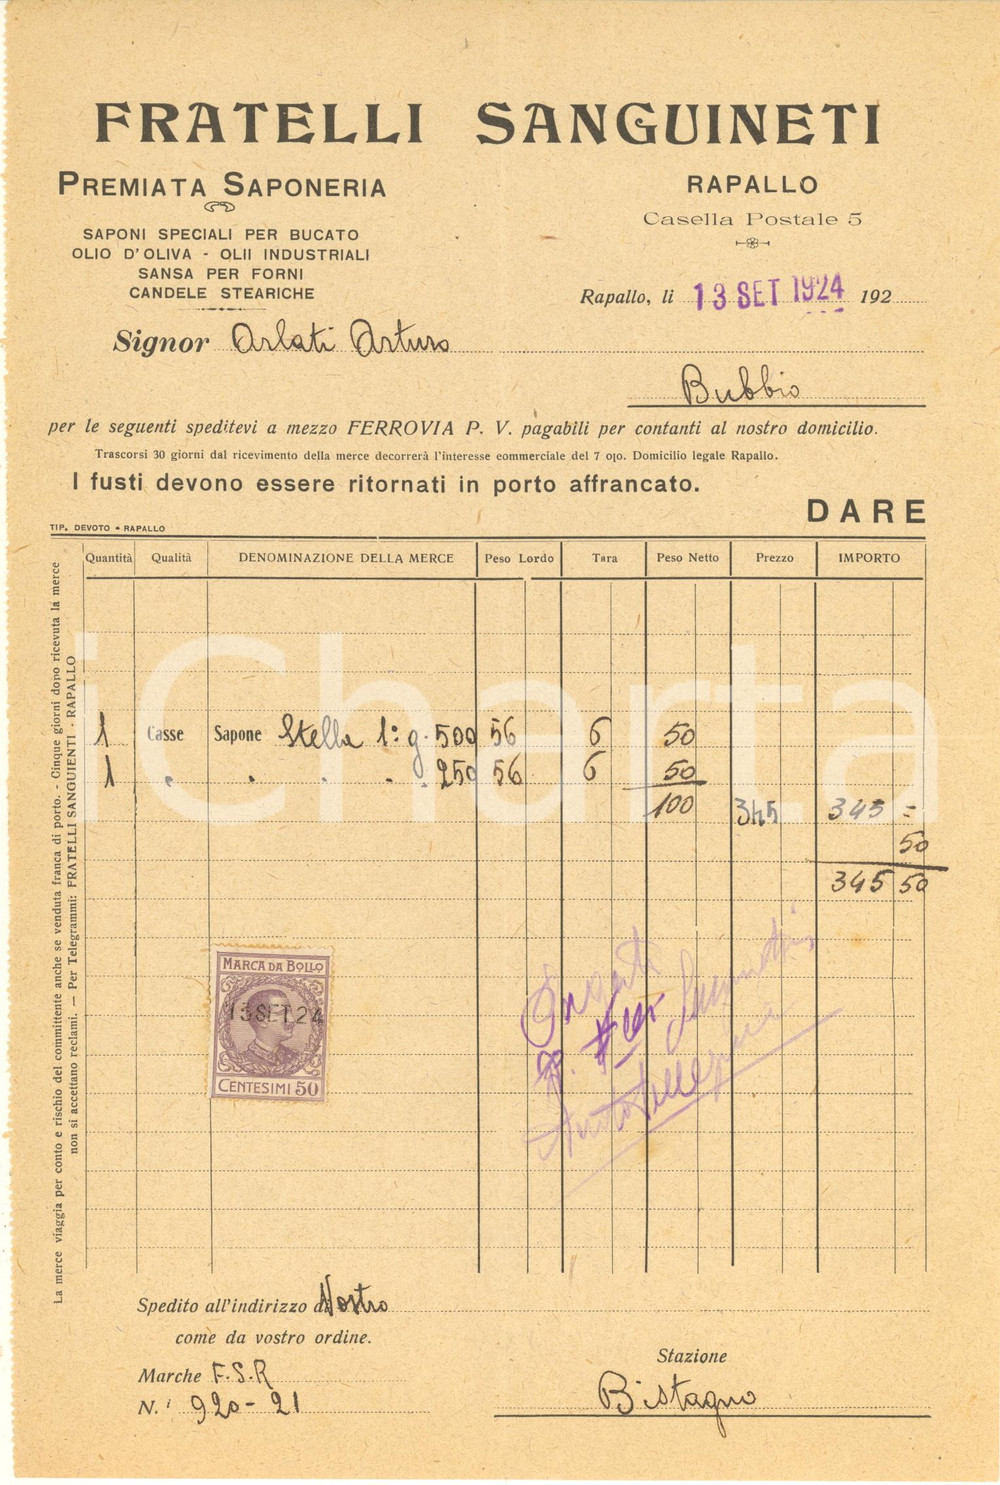 FRATELLI SANGUINETI
PREMIATA SAPONERIA
SAPONI SPECIALI PER BUCATO
OLIO D'OLIVA - OLII INDUSTRIALI
SANSA PER FORNI
CANDELE STEARICHE
RAPALLO
Casella Postale 5
Rapallo, li 13 SET 1924 192
Signor Arlati Arturo
Bubbio
per le seguenti speditevi a mezzo FERROVIA P. V. pagabili per contanti al nostro domicilio.
Trascorsi 30 giorni dal ricevimento della merce decorrerà l'interesse commerciale del 7 o|o. Domicilio legale Rapallo.
I fusti devono essere ritornati in porto affrancato.
DARE
TIP. DEVOTO - RAPALLO
Quantità Qualità DENOMINAZIONE DELLA MERCE Peso Lordo Tara Peso Netto Prezzo IMPORTO
1 Casse Sapone Stella 1: g. 500 56 6 50
1 " " " " 250 56 6 50
100 345 345 =
50
345 50
La merce viaggia per conto e rischio del committente anche se venduta franca di porto. - Cinque giorni dopo ricevuta la merce
non si accettano reclami. — Per Telegrammi: FRATELLI SANGUIENTI - RAPALLO
MARCA DA BOLLO
13 SET 24
CENTESIMI 50
Spedito all'indirizzo di Nostro
come da vostro ordine.
Marche F.S.R
N.i 920-21
Stazione
Bistagno
iCharta